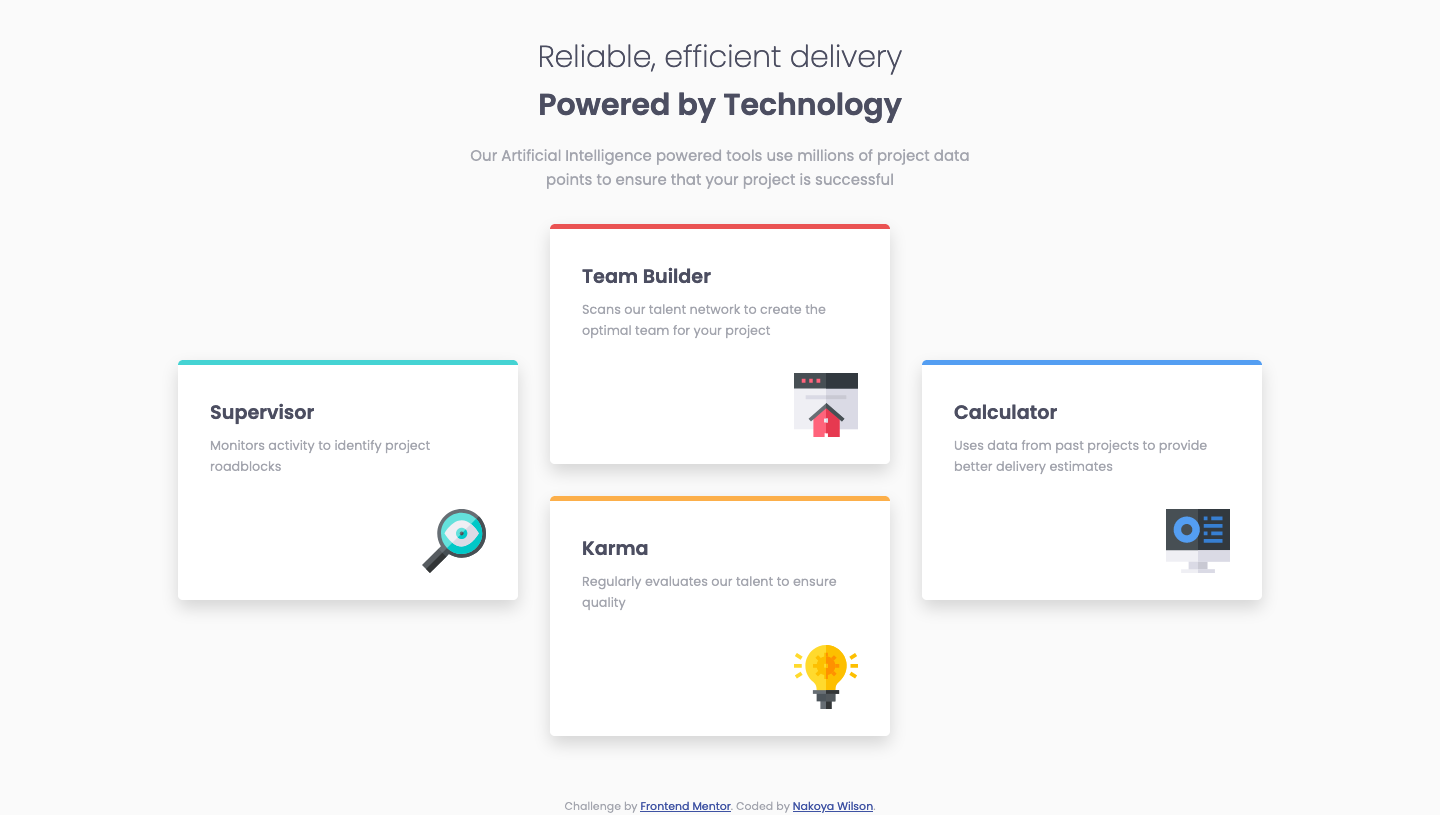 Reliable, efficient delivery
Powered by Technology
Our Artificial Intelligence powered tools use millions of project data
points to ensure that your project is successful
Supervisor
Monitors activity to identify project
roadblocks
Team Builder
Scans our talent network to create the
optimal team for your project
Karma
Regularly evaluates our talent to ensure
quality
Calculator
Uses data from past projects to provide
better delivery estimates
Challenge by Frontend Mentor. Coded by Nakoya Wilson.